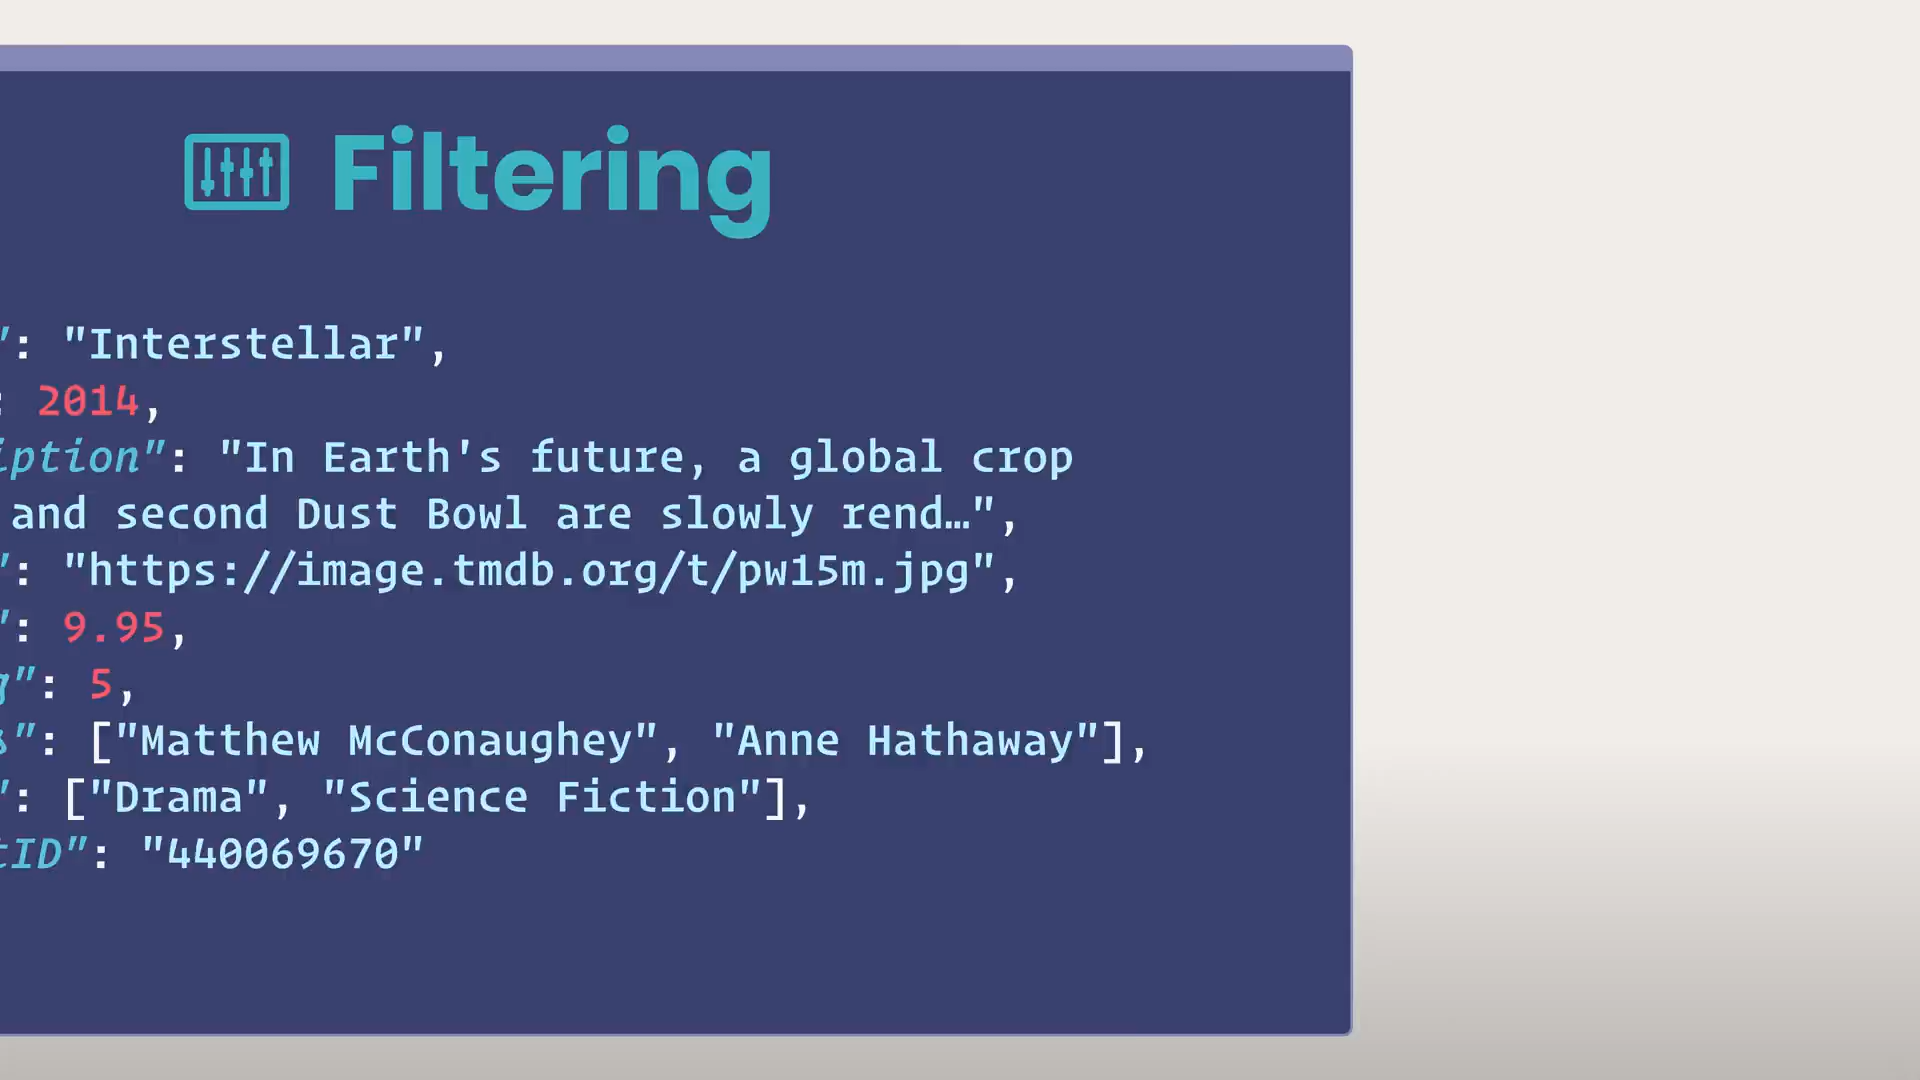 Filtering
": "Interstellar",
: 2014,
iption": "In Earth's future, a global crop
and second Dust Bowl are slowly rend…",
": "https://image.tmdb.org/t/pw15m.jpg",
": 9.95,
g": 5,
s": ["Matthew McConaughey", "Anne Hathaway"],
": ["Drama", "Science Fiction"],
tID": "440069670"